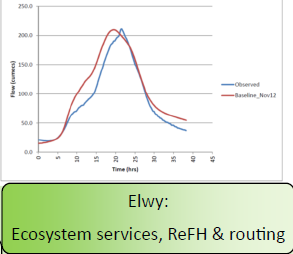 250.0
200.0
150.0
100.0
50.0
0.0
Flow (cumecs)
0 5 10 15 20 25 30 35 40 45
Time (hrs)
Observed
Baseline_Nov12
Elwy:
Ecosystem services, ReFH & routing